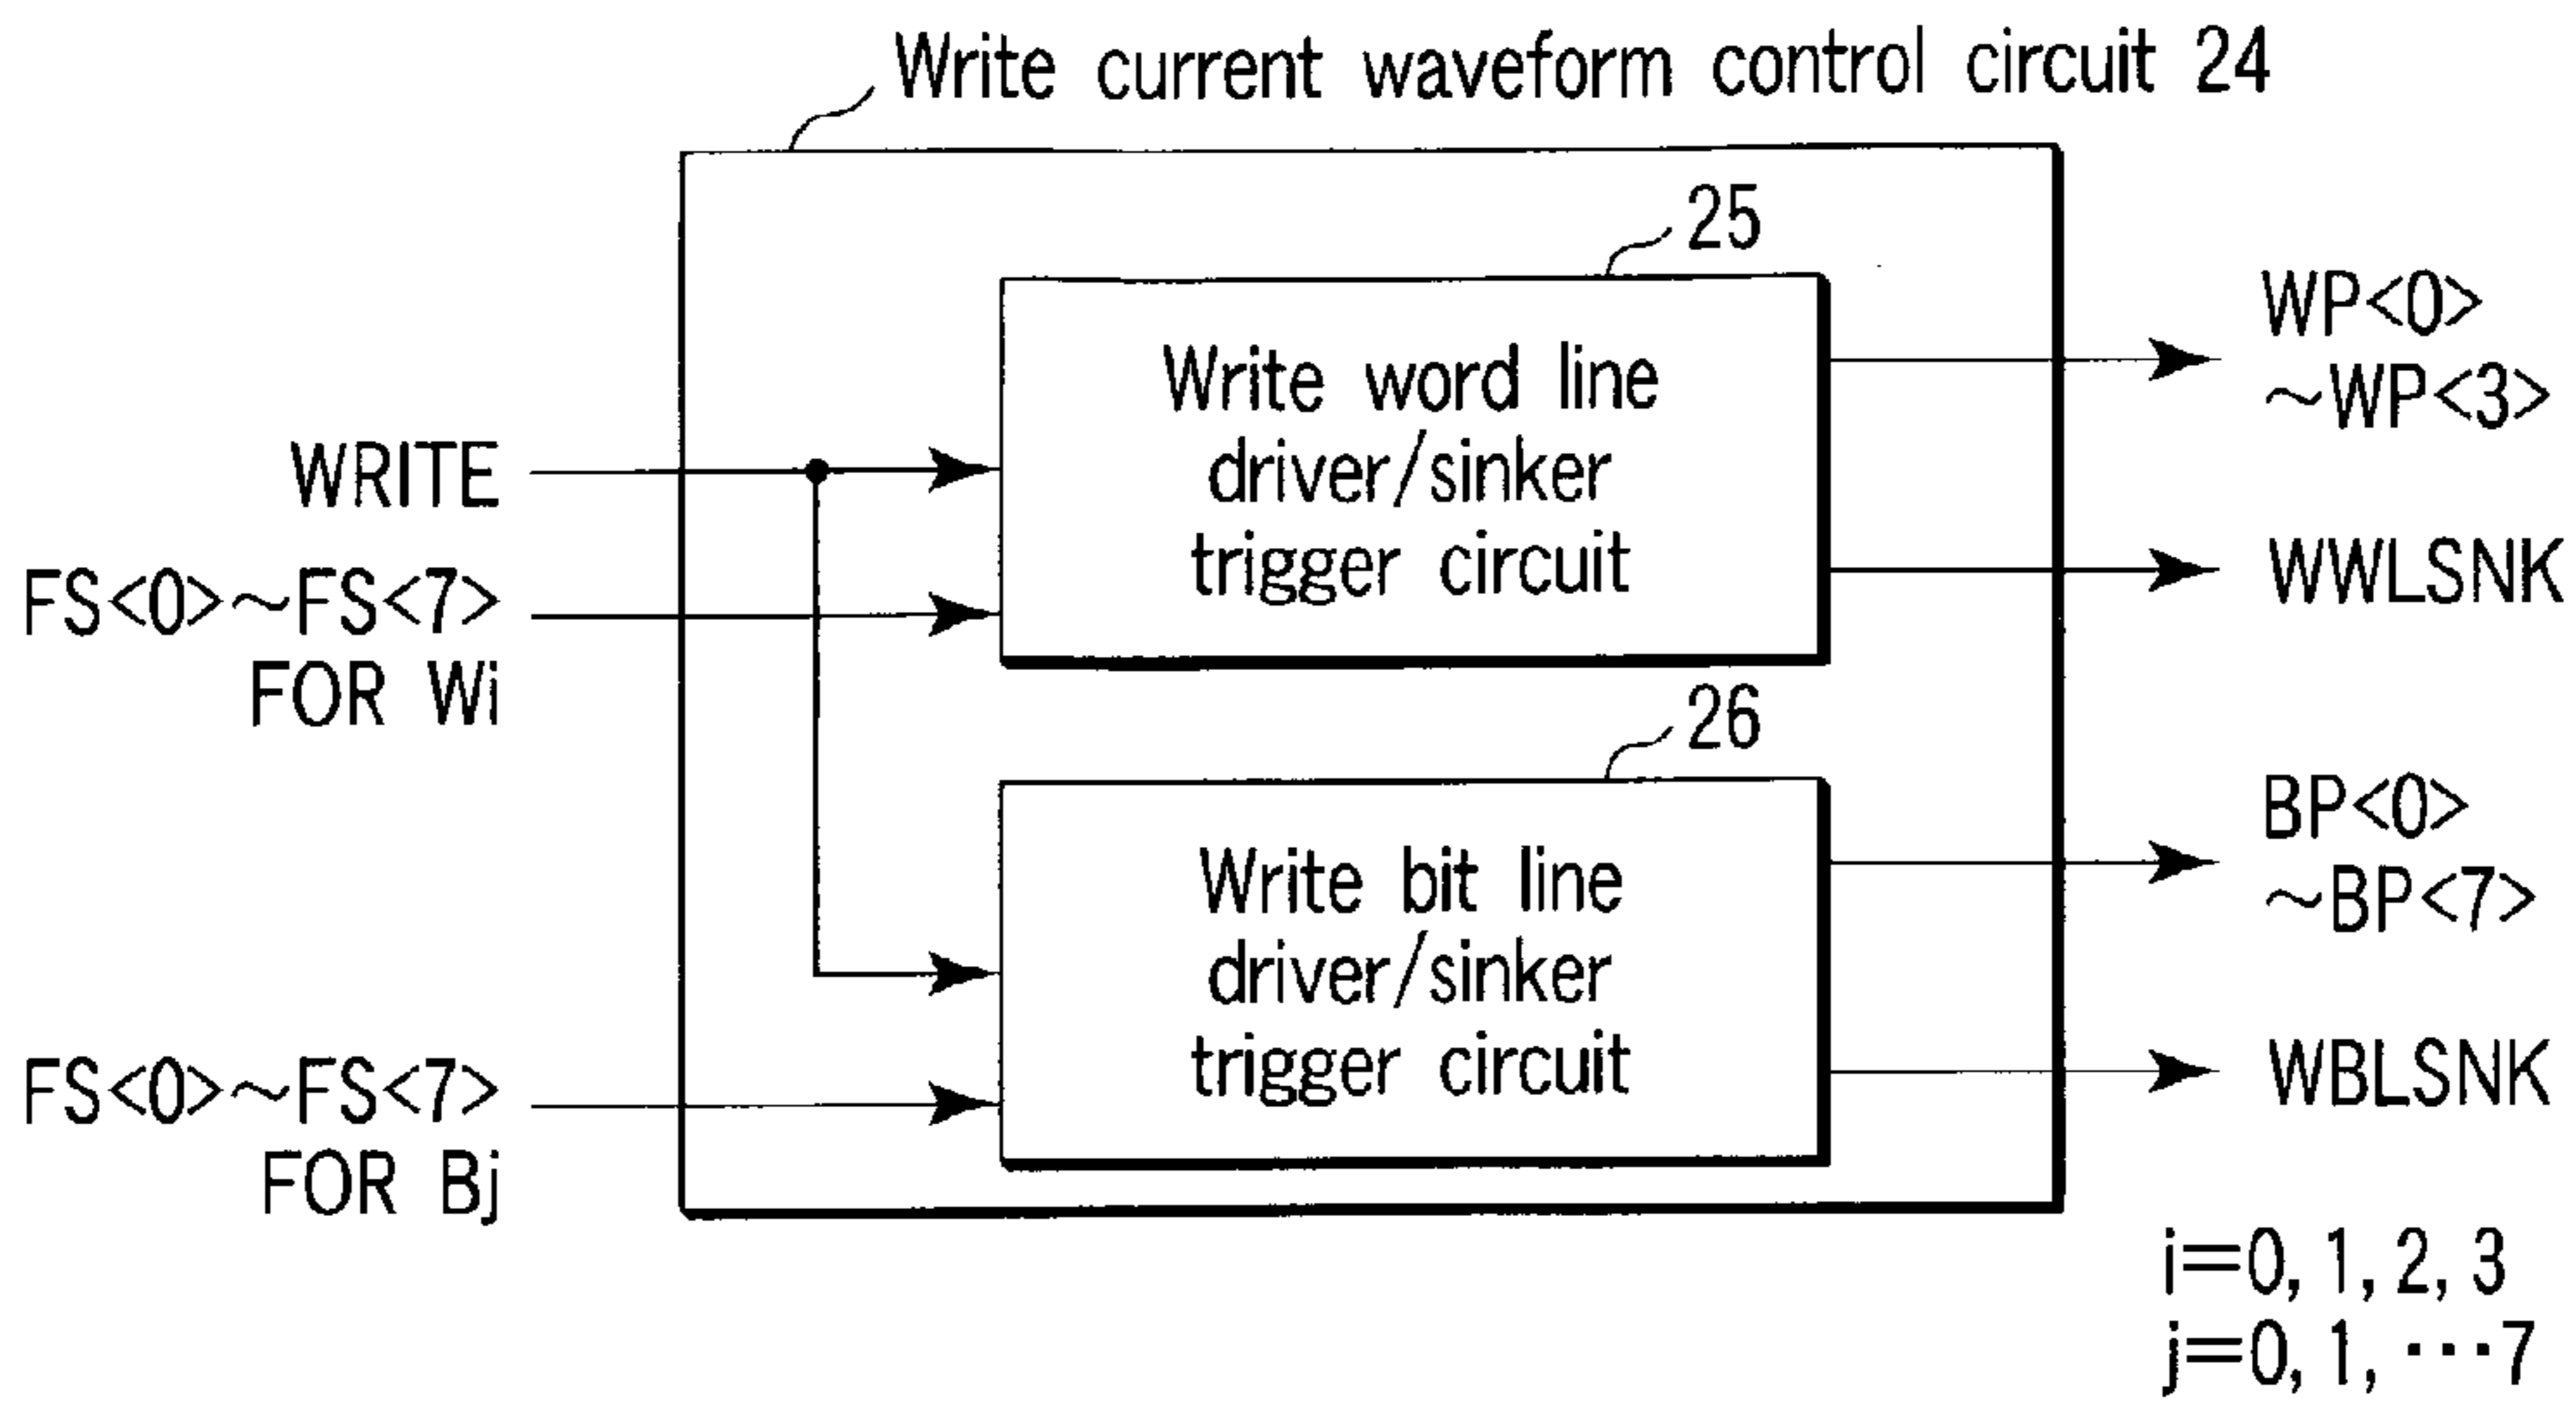 Write current waveform control circuit 24
25
Write word line
driver/sinker
trigger circuit
WRITE
FS<0>~FS<7>
FOR Wi
WP<0>
~WP<3>
WWLSNK
26
Write bit line
driver/sinker
trigger circuit
FS<0>~FS<7>
FOR Bj
BP<0>
~BP<7>
WBLSNK
i=0, 1, 2, 3
j=0, 1, ···7